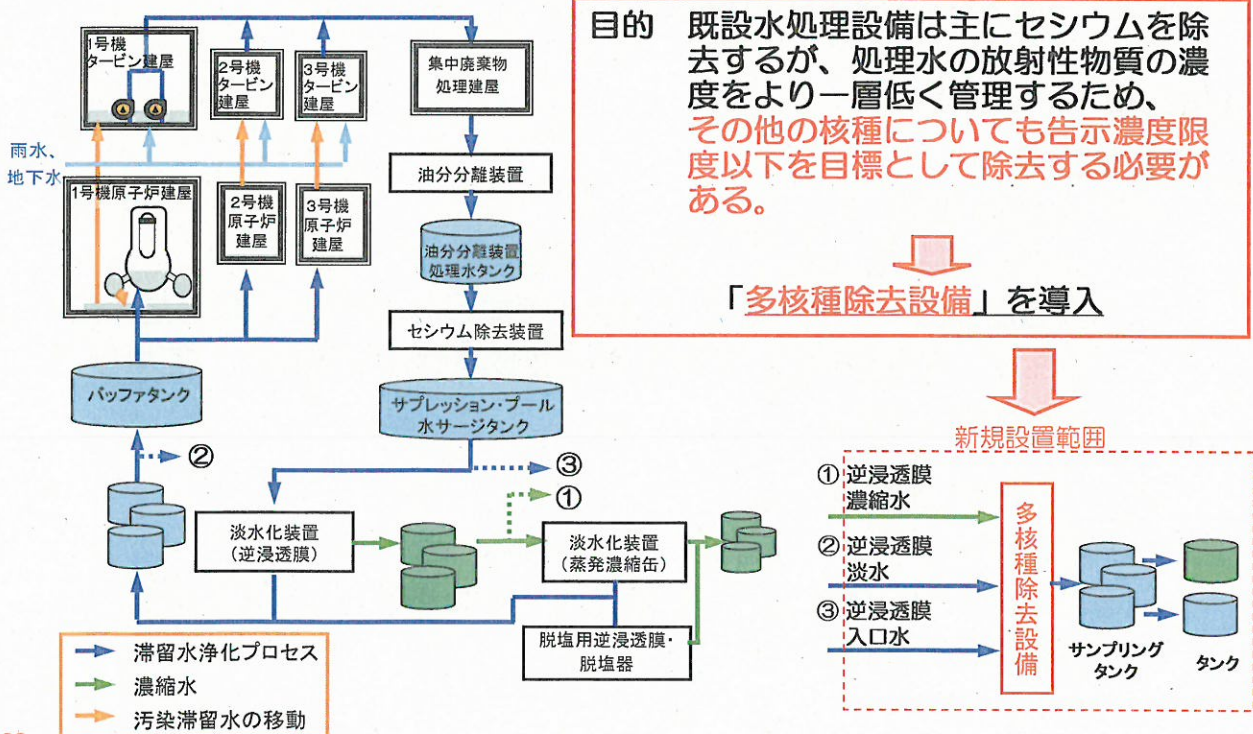 1号機
タービン建屋
2号機
タービン
建屋
3号機
タービン
建屋
集中廃棄物
処理建屋
雨水、
地下水
1号機原子炉建屋
2号機
原子炉
建屋
3号機
原子炉
建屋
油分分離装置
油分分離装置
処理水タンク
セシウム除去装置
バッファタンク
サプレッション・プール
水サージタンク
②
③
①
淡水化装置
(逆浸透膜)
淡水化装置
(蒸発濃縮缶)
脱塩用逆浸透膜・
脱塩器
滞留水浄化プロセス
濃縮水
汚染滞留水の移動
目的 既設水処理設備は主にセシウムを除
去するが、処理水の放射性物質の濃
度をより一層低く管理するため、
その他の核種についても告示濃度限
度以下を目標として除去する必要が
ある。
「多核種除去設備」を導入
新規設置範囲
① 逆浸透膜
濃縮水
② 逆浸透膜
淡水
③ 逆浸透膜
入口水
多核種除去設備
サンプリング
タンク
タンク